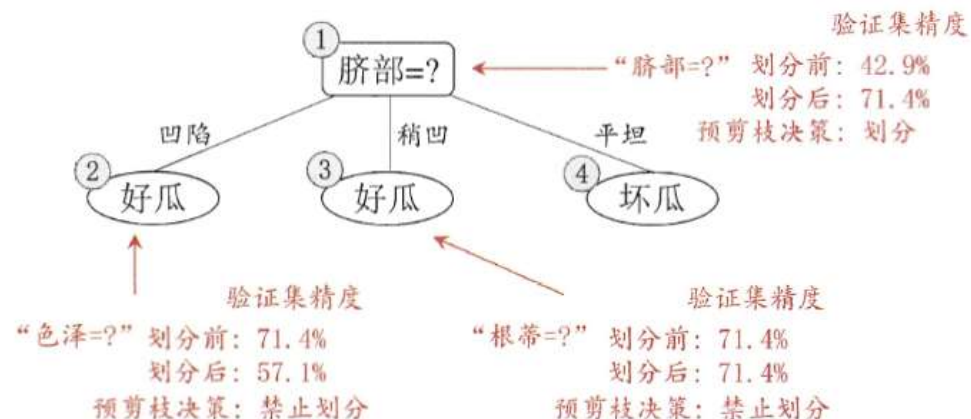 验证集精度
①
脐部=?
“脐部=?” 划分前: 42.9%
划分后: 71.4%
预剪枝决策: 划分
凹陷
稍凹
平坦
②
好瓜
③
好瓜
④
坏瓜
验证集精度
“色泽=?” 划分前: 71.4%
划分后: 57.1%
预剪枝决策: 禁止划分
验证集精度
“根蒂=?” 划分前: 71.4%
划分后: 71.4%
预剪枝决策: 禁止划分